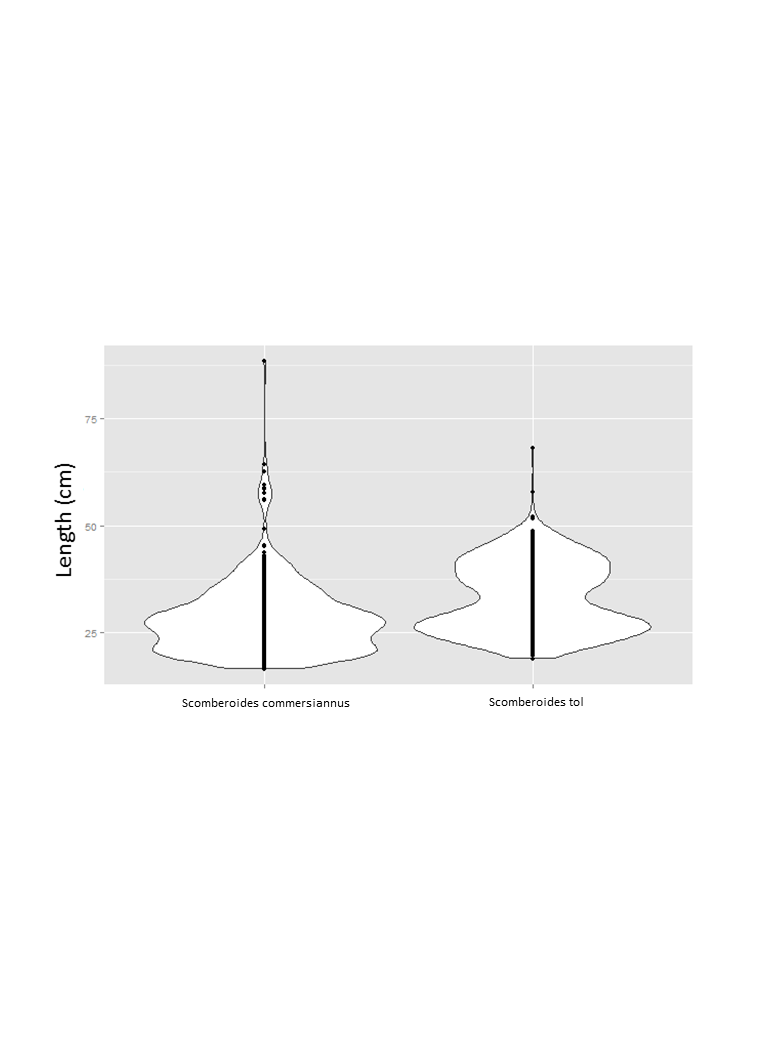 75
50
25
Length (cm)
Scomberoides commersiannus
Scomberoides tol